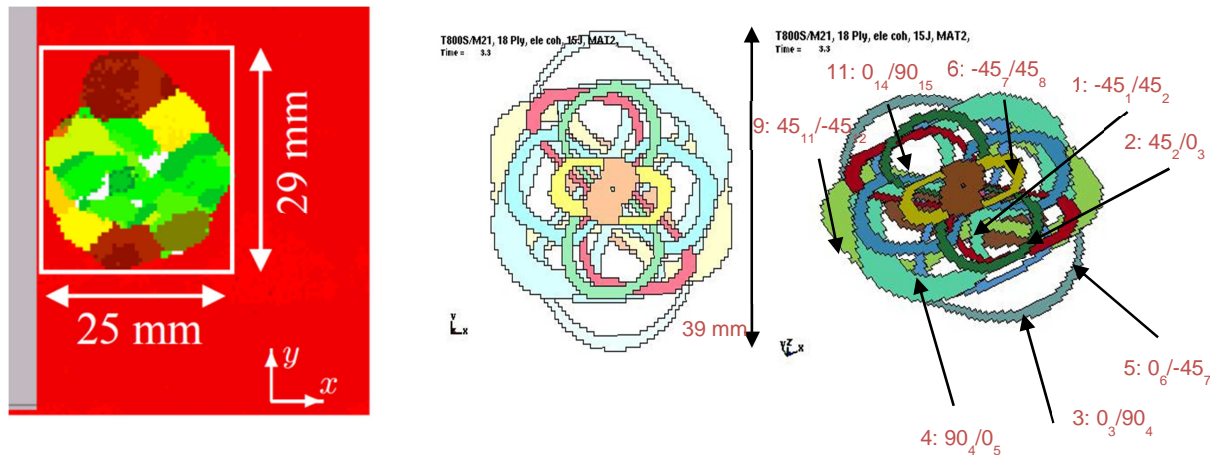 29 mm
25 mm
y
x
T800S/M21, 18 Ply, ele coh, 15J, MAT2,
Time = 3.3
39 mm
Y
X
T800S/M21, 18 Ply, ele coh, 15J, MAT2,
Time = 3.3
11: 0₁₄/90₁₅
6: -45₇/45₈
1: -45₁/45₂
2: 45₂/0₃
9: 45₁₁/-45₁₂
5: 0₆/-45₇
3: 0₃/90₄
4: 90₄/0₅